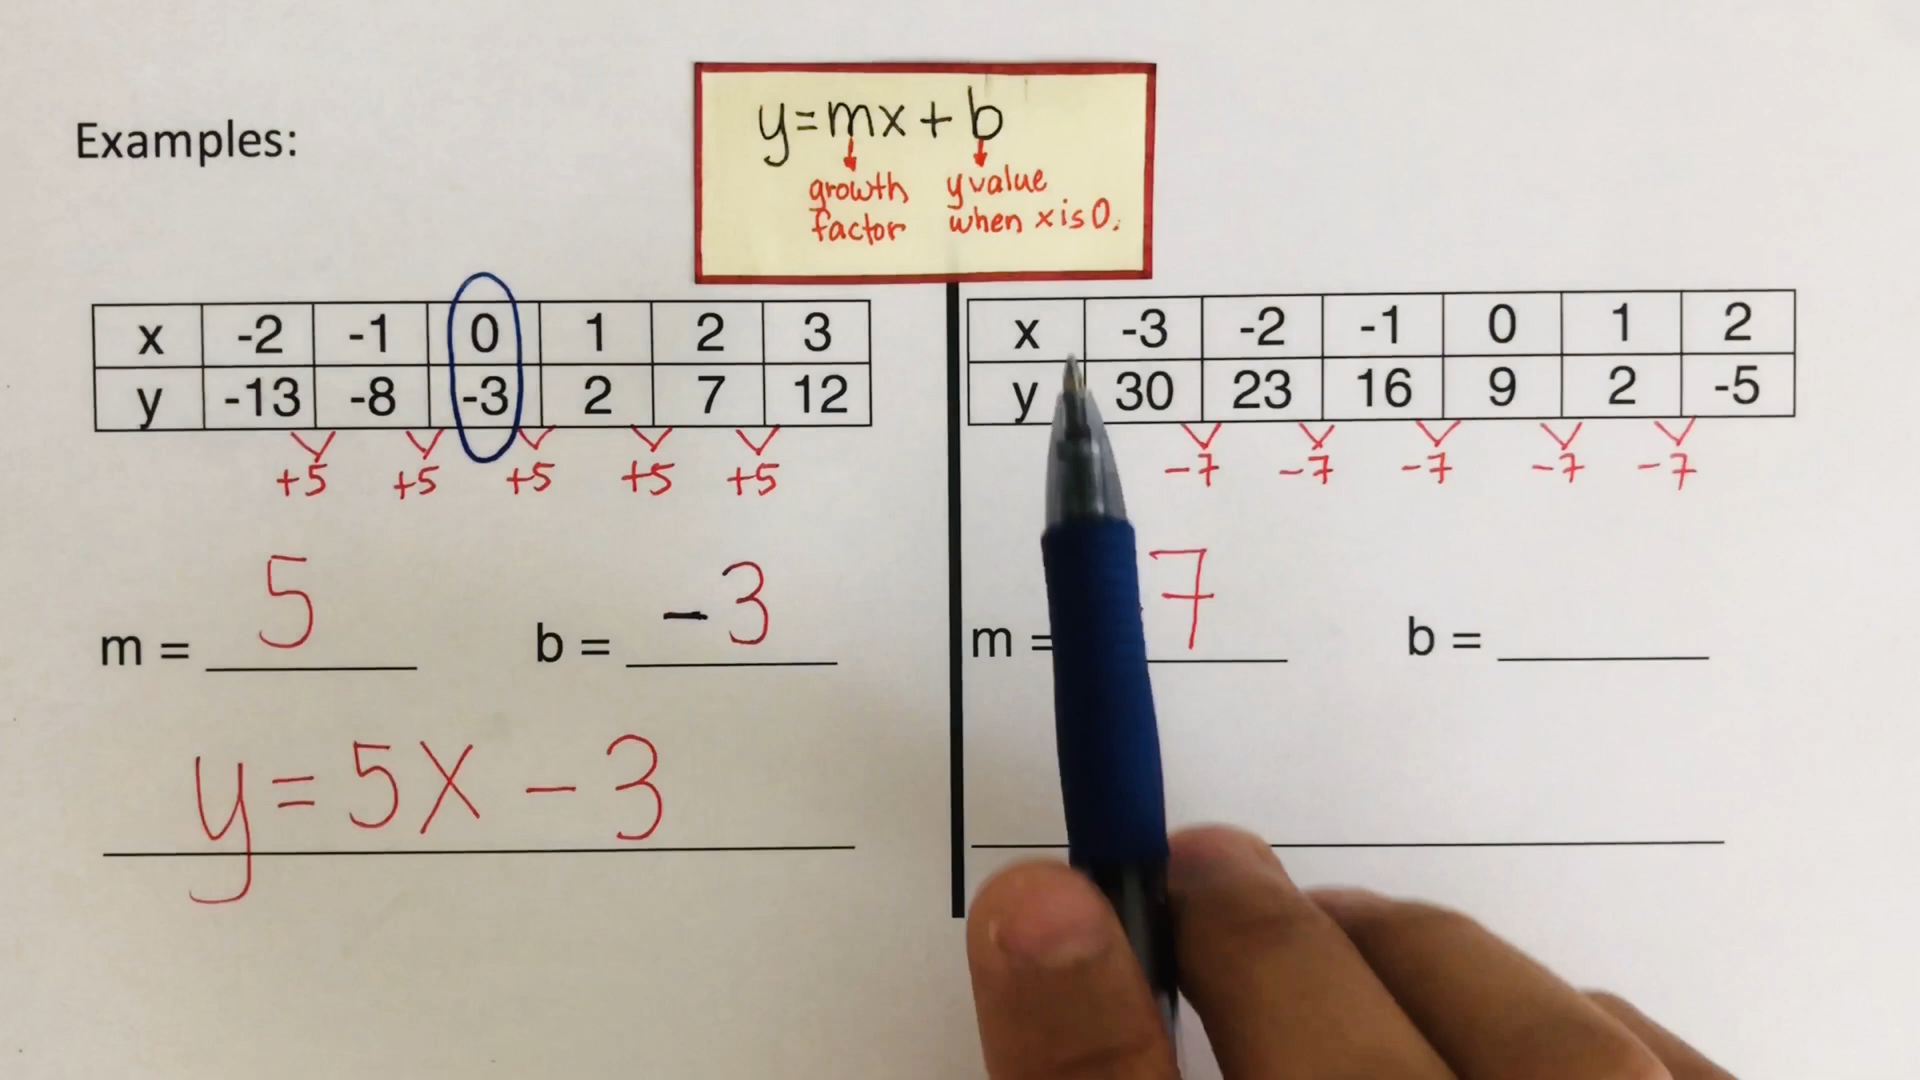 Examples:
y=mx+b
growth factor
y value when x is 0.
x -2 -1 0 1 2 3
y -13 -8 -3 2 7 12
+5 +5 +5 +5 +5
m = 5 b = -3
y = 5x - 3
x -3 -2 -1 0 1 2
y 30 23 16 9 2 -5
-7 -7 -7 -7 -7
m = 7 b =